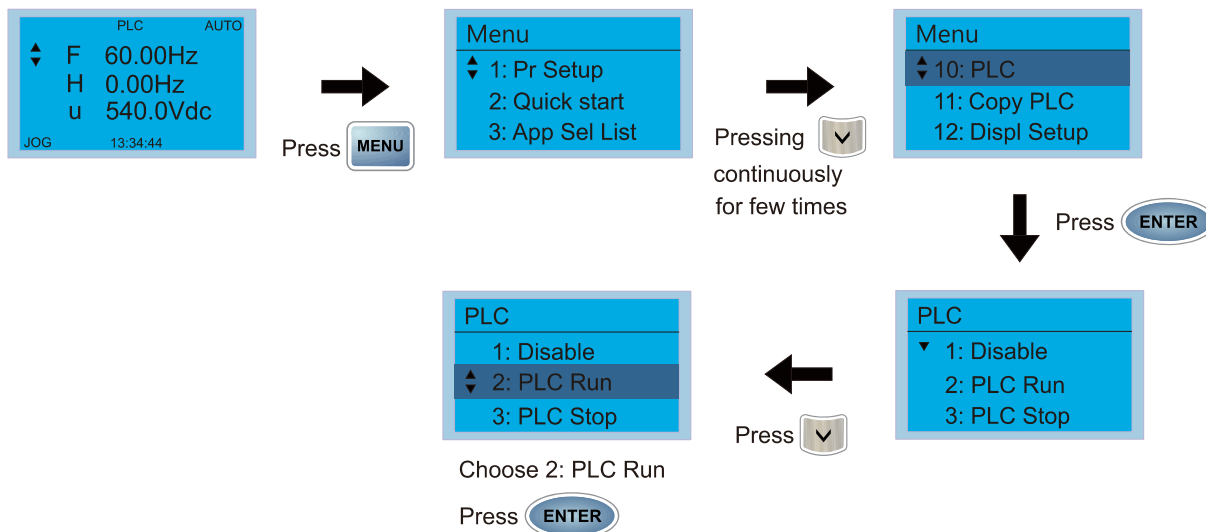 PLC AUTO
F 60.00Hz
H 0.00Hz
u 540.0Vdc
JOG 13:34:44
Press MENU
Menu
1: Pr Setup
2: Quick start
3: App Sel List
Pressing
continuously
for few times
Menu
10: PLC
11: Copy PLC
12: Displ Setup
Press ENTER
PLC
1: Disable
2: PLC Run
3: PLC Stop
Press
PLC
1: Disable
2: PLC Run
3: PLC Stop
Choose 2: PLC Run
Press ENTER